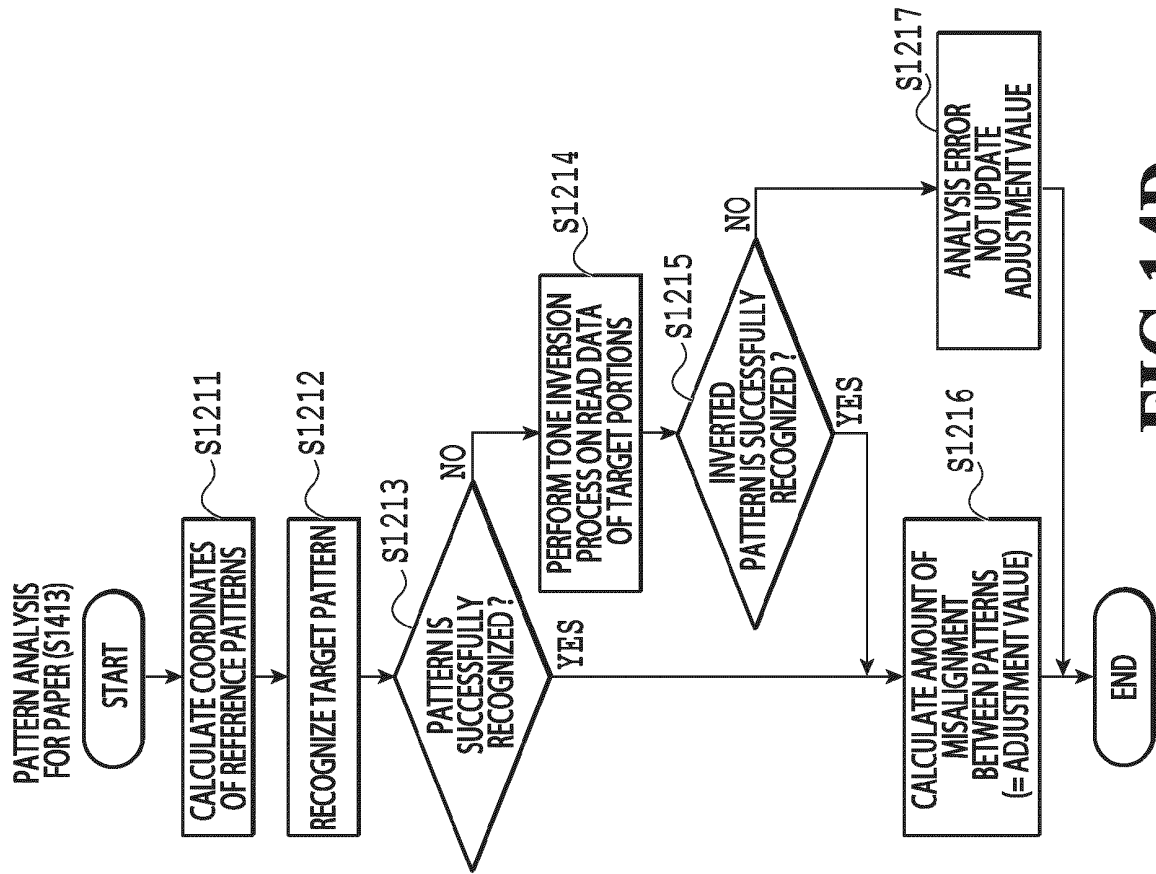 PATTERN ANALYSIS
FOR PAPER (S1413)
START
S1211
CALCULATE COORDINATES
OF REFERENCE PATTERNS
S1212
RECOGNIZE TARGET PATTERN
S1213
PATTERN IS
SUCCESSFULLY
RECOGNIZED ?
NO
YES
S1214
PERFORM TONE INVERSION
PROCESS ON READ DATA
OF TARGET PORTIONS
S1215
INVERTED
PATTERN IS SUCCESSFULLY
RECOGNIZED ?
NO
YES
S1216
CALCULATE AMOUNT OF
MISALIGNMENT
BETWEEN PATTERNS
(= ADJUSTMENT VALUE)
S1217
ANALYSIS ERROR
NOT UPDATE
ADJUSTMENT VALUE
END